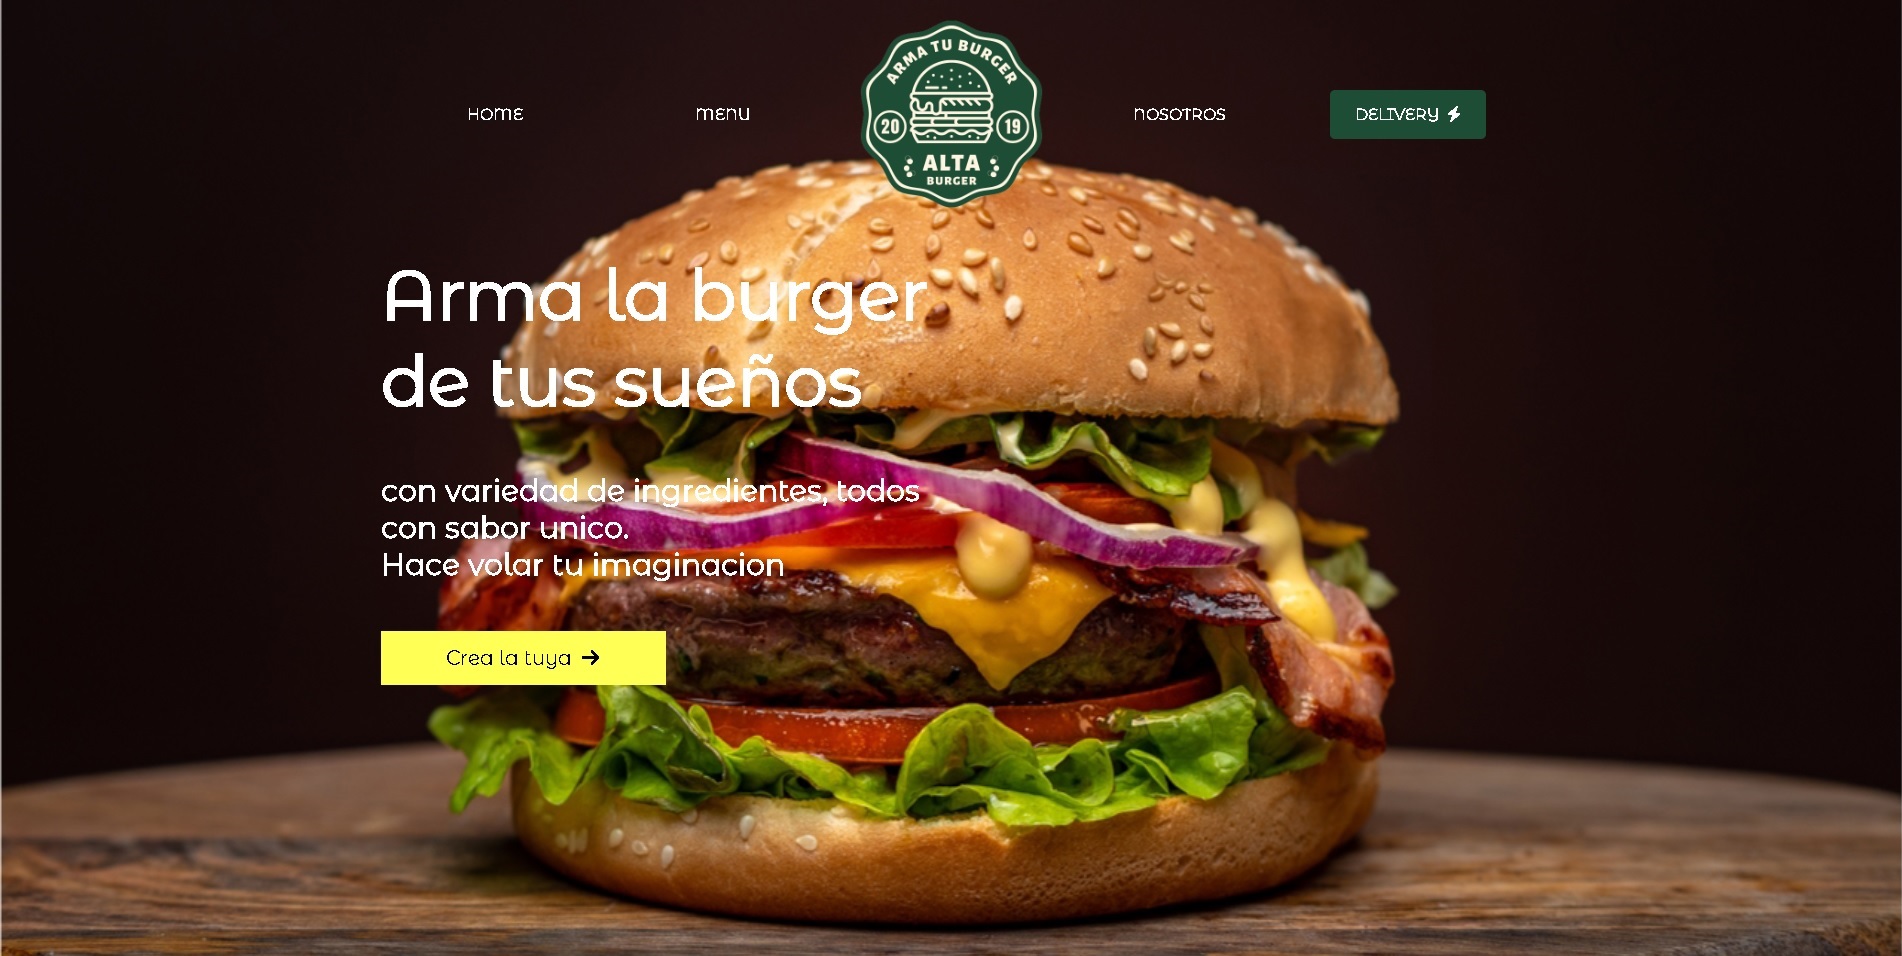 HOME
MENU
ARMA TU BURGER
20 19
ALTA
BURGER
NOSOTROS
DELIVERY
Arma la burger
de tus sueños
con variedad de ingredientes, todos
con sabor unico.
Hace volar tu imaginacion
Crea la tuya →